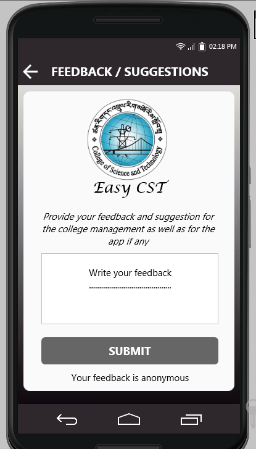 02:18 PM
FEEDBACK / SUGGESTIONS
College of Science and Technology
Easy CST
Provide your feedback and suggestion for
the college management as well as for the
app if any
Write your feedback
SUBMIT
Your feedback is anonymous